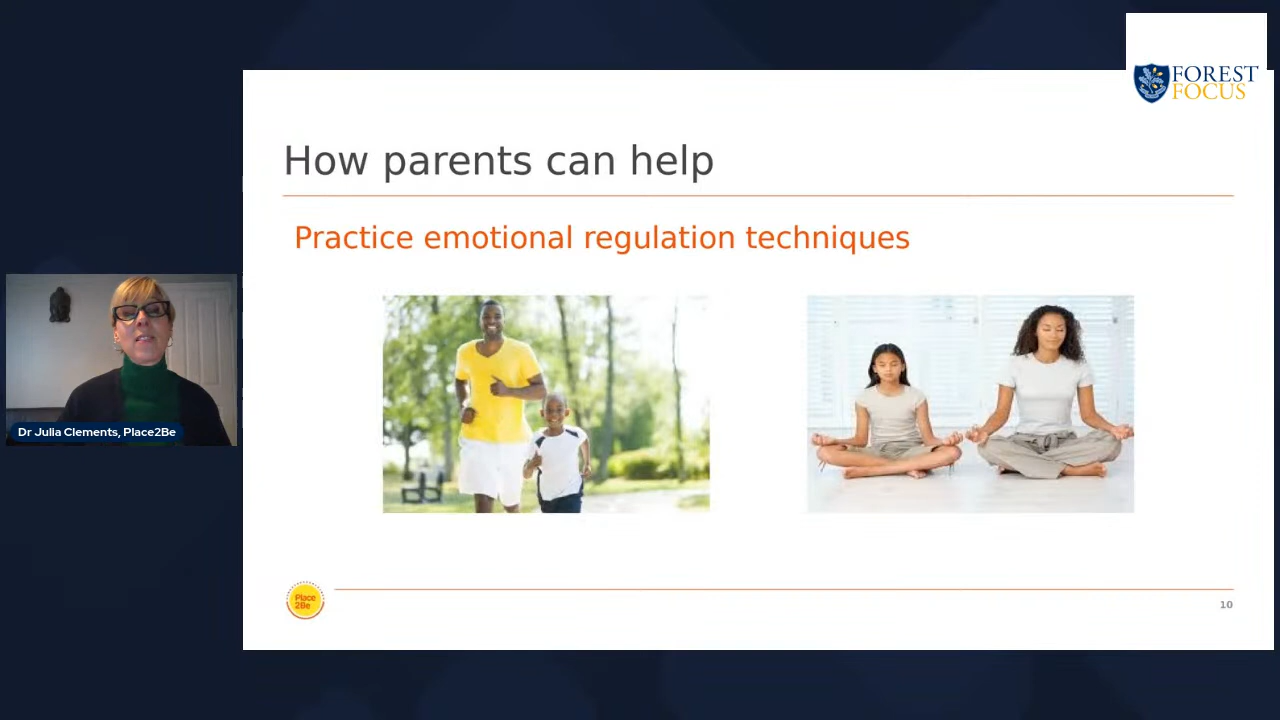 FOREST
FOCUS
How parents can help
Practice emotional regulation techniques
Dr Julia Clements, Place2Be
Place
2Be
10